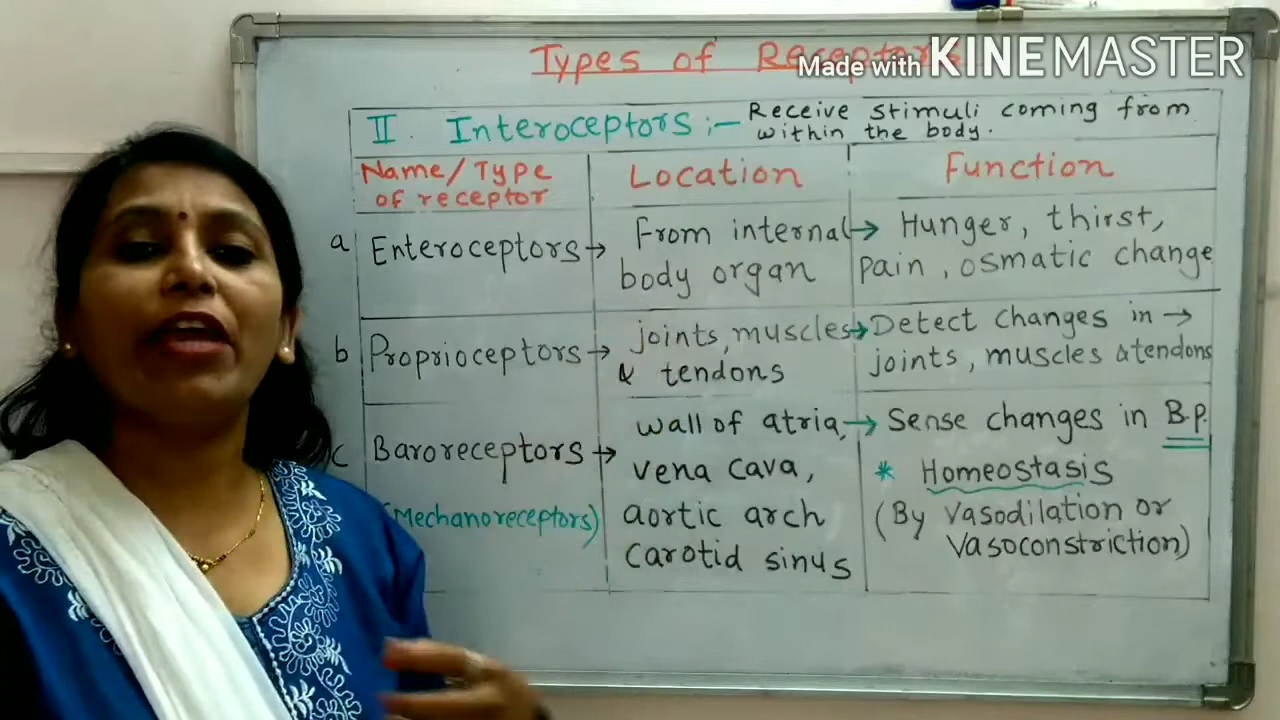 Types of Receptors
Made with KINEMASTER
II. Interoceptors :- Receive stimuli coming from
within the body.
Name/Type
of receptor
Location
Function
a Enteroceptors →
From internal
body organ
→ Hunger, thirst,
pain, osmatic change
b Proprioceptors →
joints, muscles
& tendons
→ Detect changes in →
joints, muscles & tendons
c Baroreceptors →
(Mechanoreceptors)
wall of atria,
vena cava,
aortic arch
carotid sinus
→ Sense changes in B.P.
* Homeostasis
(By vasodilation or
vasoconstriction)